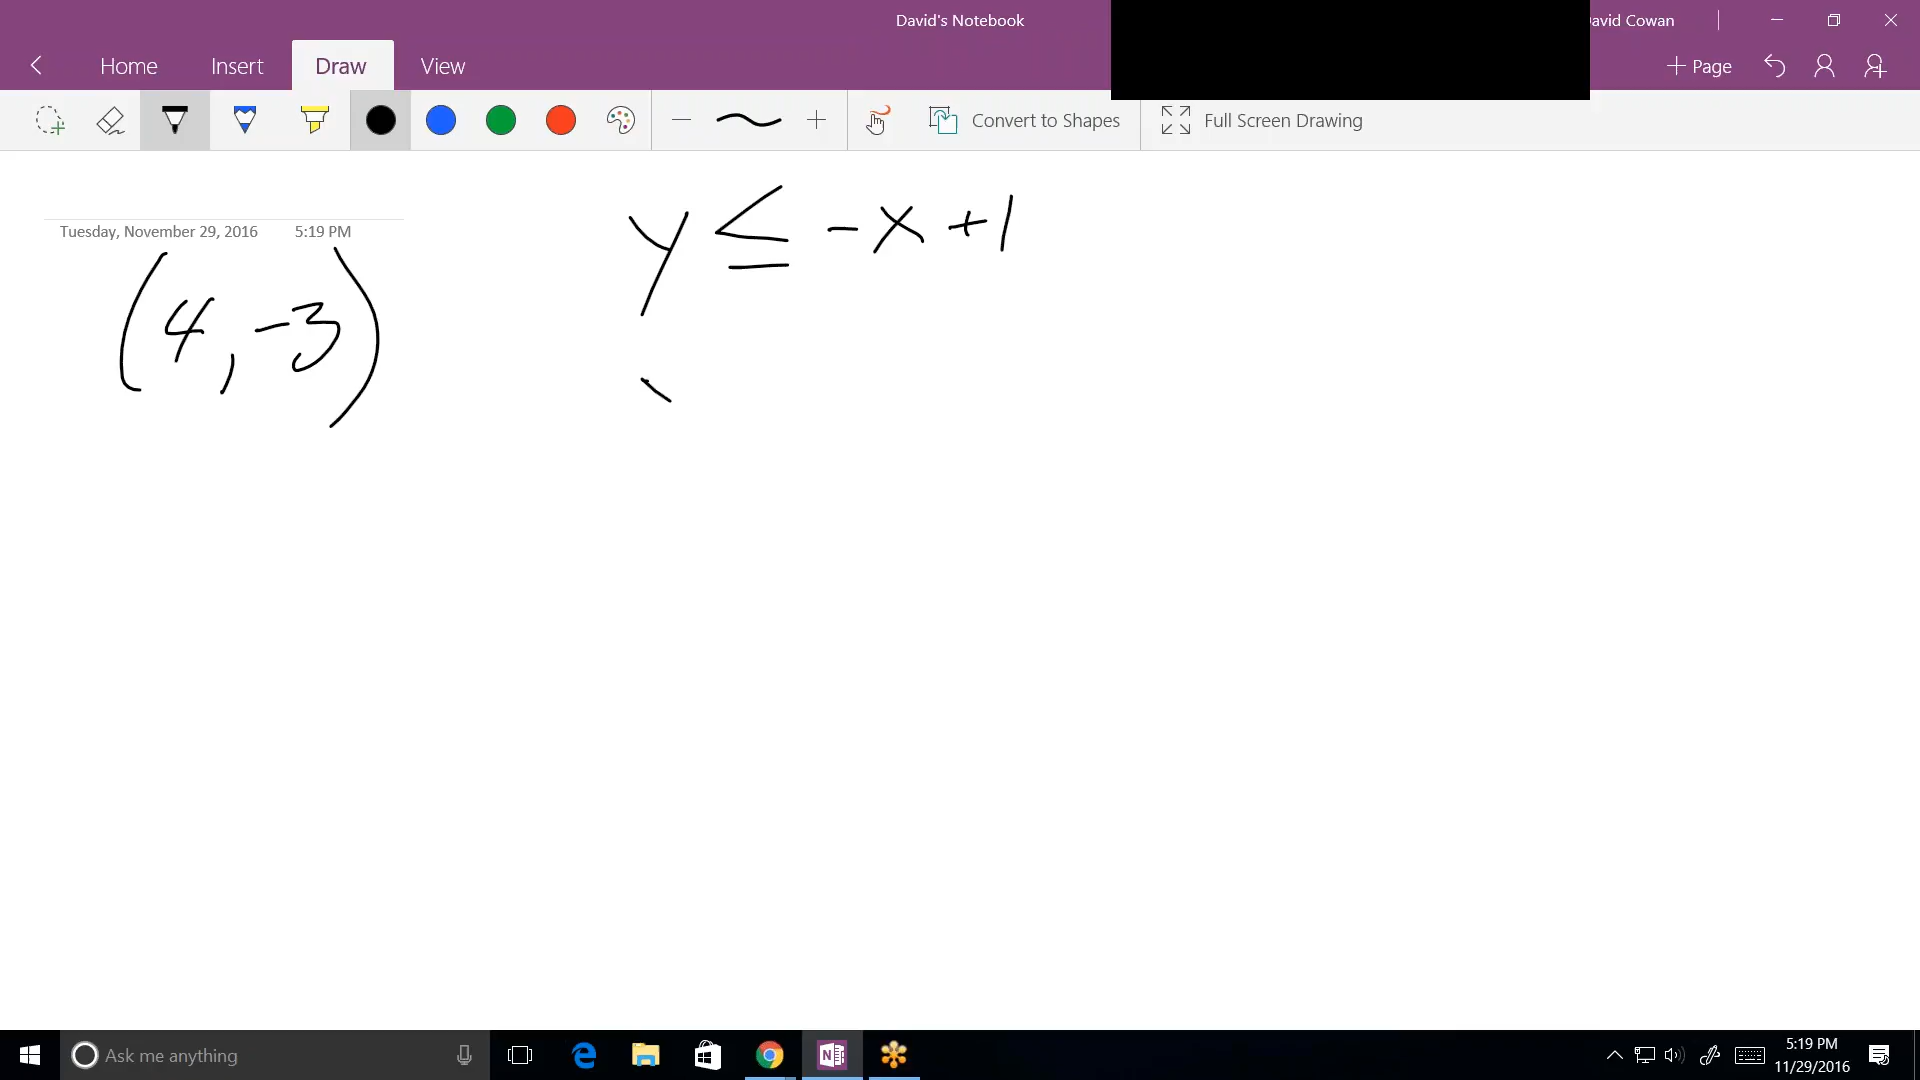 David's Notebook
David Cowan
Home Insert Draw View
Page
Convert to Shapes
Full Screen Drawing
Tuesday, November 29, 2016 5:19 PM
y ≤ -x +1
(4, -3)
Ask me anything
5:19 PM
11/29/2016